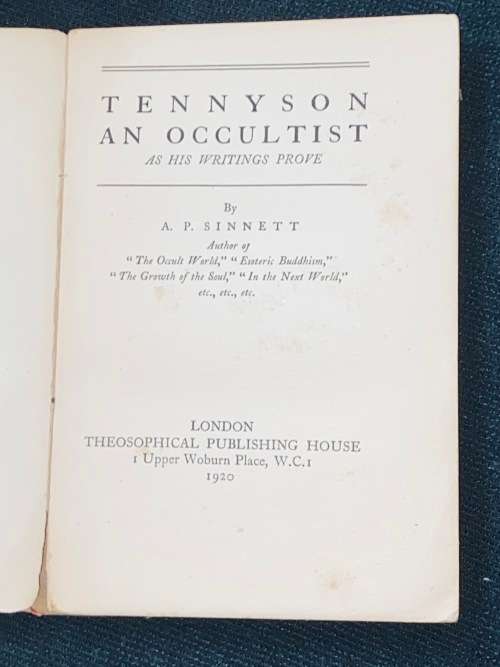 TENNYSON
AN OCCULTIST
AS HIS WRITINGS PROVE
By
A. P. SINNETT
Author of
"The Occult World," "Esoteric Buddhism,"
"The Growth of the Soul," "In the Next World,"
etc., etc., etc.
LONDON
THEOSOPHICAL PUBLISHING HOUSE
1 Upper Woburn Place, W.C.1
1920